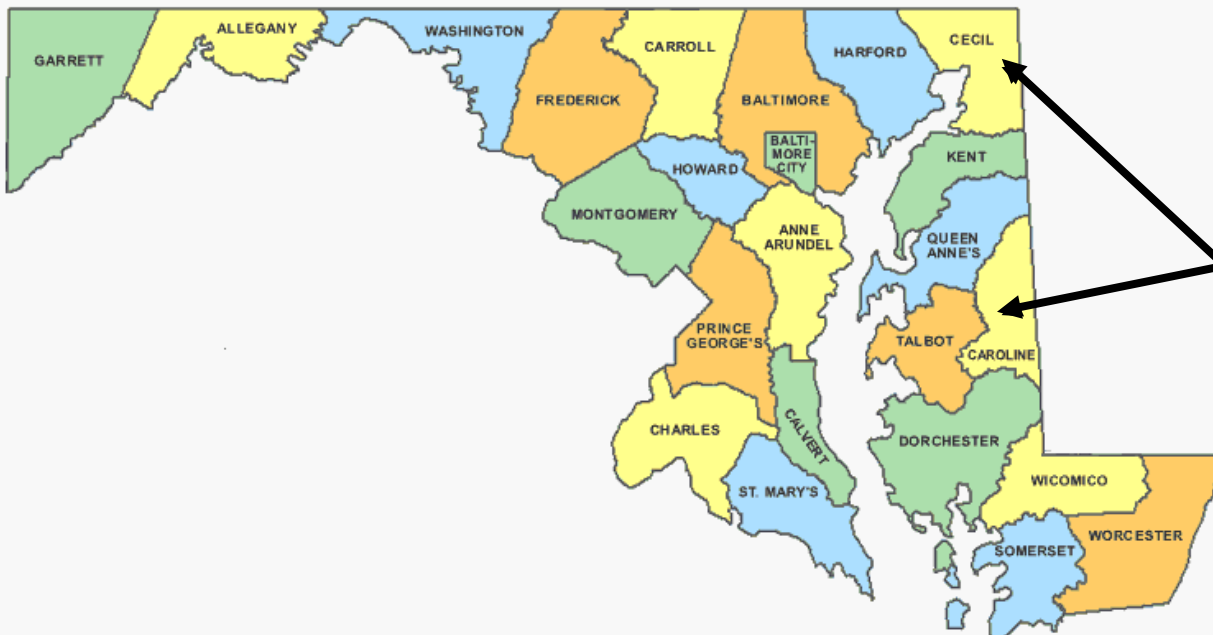 GARRETT
ALLEGANY
WASHINGTON
FREDERICK
CARROLL
BALTIMORE
HARFORD
CECIL
BALTI-
MORE
CITY
KENT
HOWARD
MONTGOMERY
ANNE
ARUNDEL
QUEEN
ANNE'S
PRINCE
GEORGE'S
TALBOT
CAROLINE
CHARLES
CALVERT
DORCHESTER
ST. MARY'S
WICOMICO
SOMERSET
WORCESTER